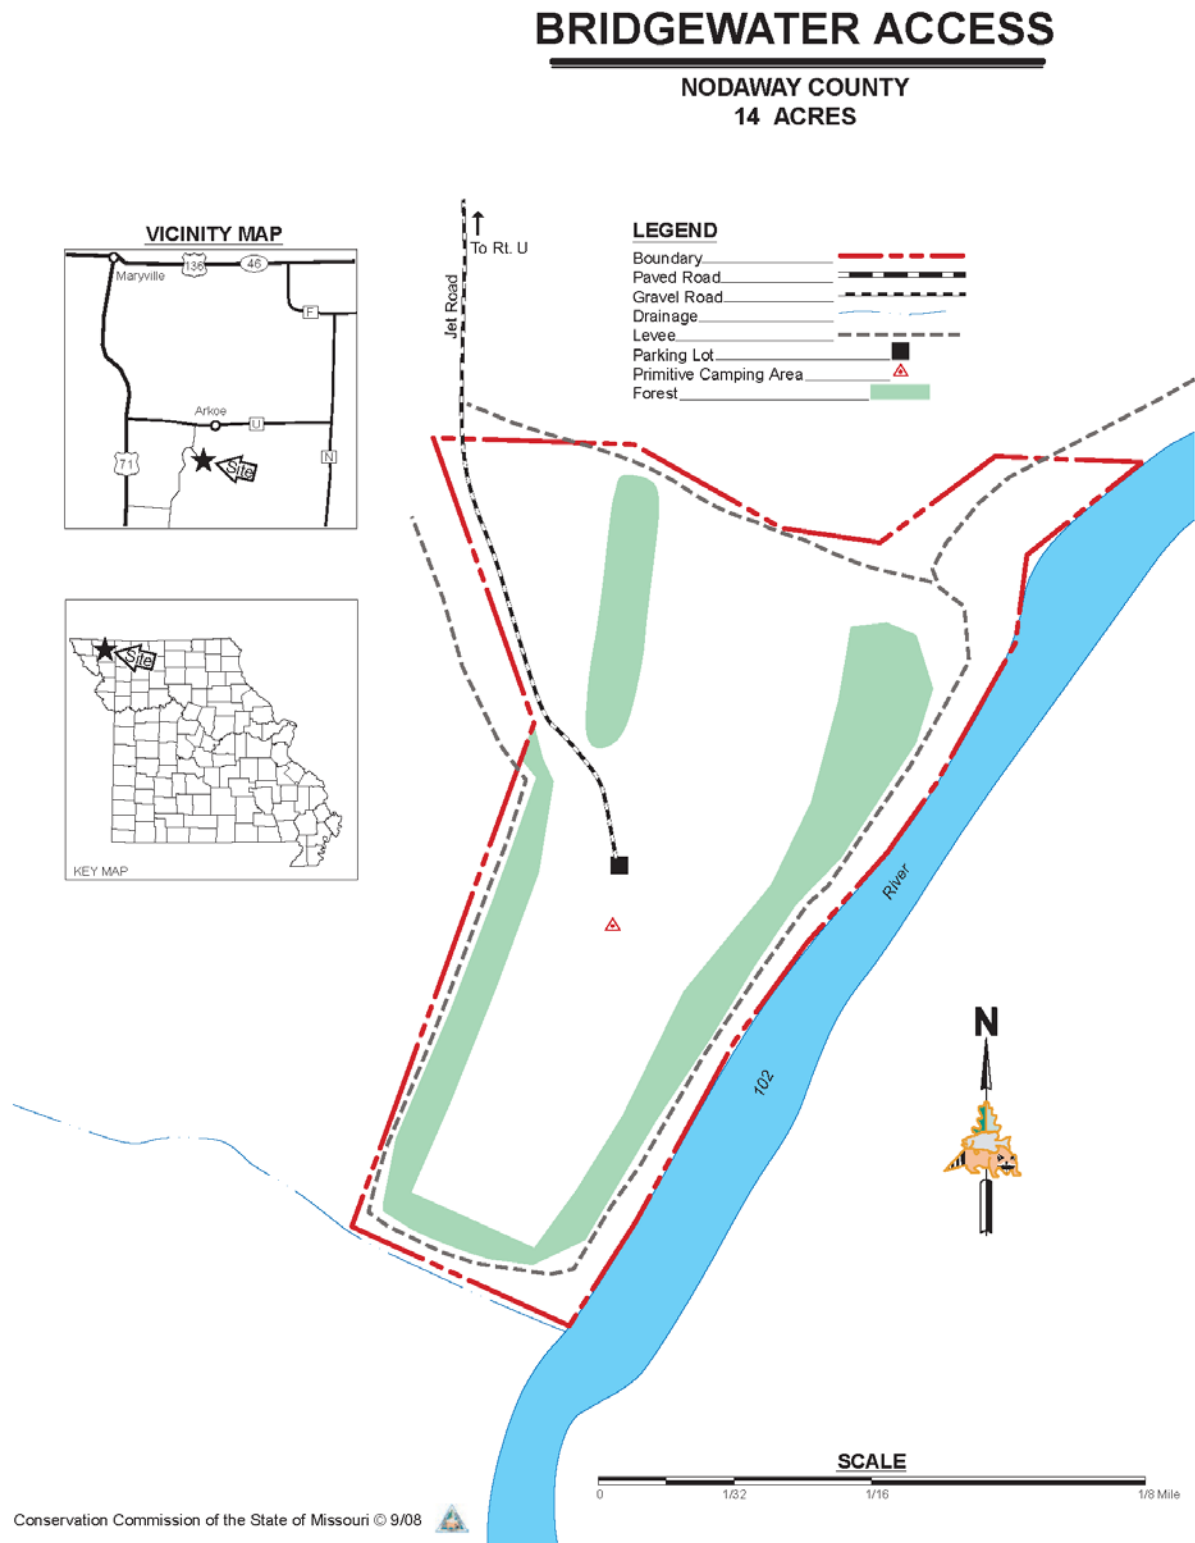 BRIDGEWATER ACCESS
NODAWAY COUNTY
14 ACRES
VICINITY MAP
Maryville
136
46
F
Arkoe
U
71
N
Site
To Rt. U
Jet Road
LEGEND
Boundary
Paved Road
Gravel Road
Drainage
Levee
Parking Lot
Primitive Camping Area
Forest
Site
KEY MAP
River
102
N
SCALE
0 1/32 1/16 1/8 Mile
Conservation Commission of the State of Missouri © 9/08